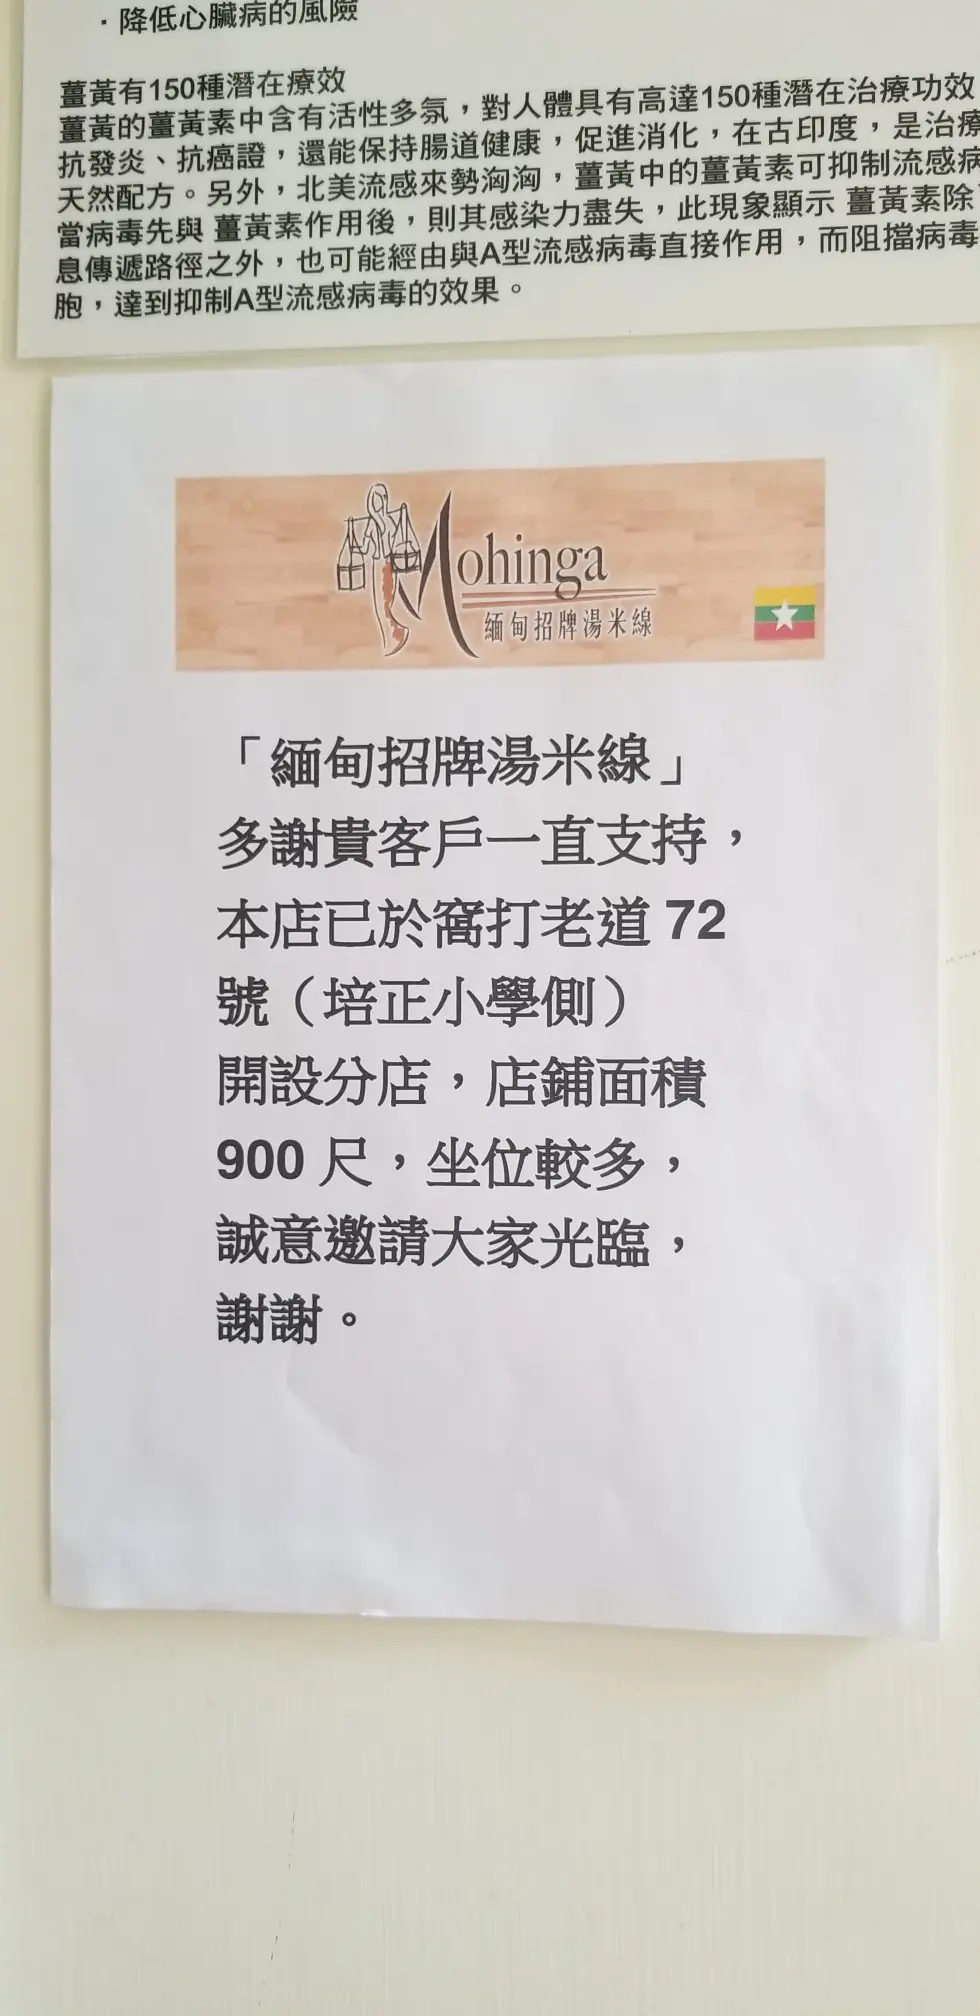 · 降低心臟病的風險
薑黃有150種潛在療效
薑黃的薑黃素中含有活性多氛，對人體具有高達150種潛在治療功效
抗發炎、抗癌證，還能保持腸道健康，促進消化，在古印度，是治療
天然配方。另外，北美流感來勢洶洶，薑黃中的薑黃素可抑制流感病
當病毒先與 薑黃素作用後，則其感染力盡失，此現象顯示 薑黃素除
息傳遞路徑之外，也可能經由與A型流感病毒直接作用，而阻擋病毒
胞，達到抑制A型流感病毒的效果。
Mohinga
緬甸招牌湯米線
「緬甸招牌湯米線」
多謝貴客戶一直支持，
本店已於窩打老道 72
號（培正小學側）
開設分店，店鋪面積
900 尺，坐位較多，
誠意邀請大家光臨，
謝謝。